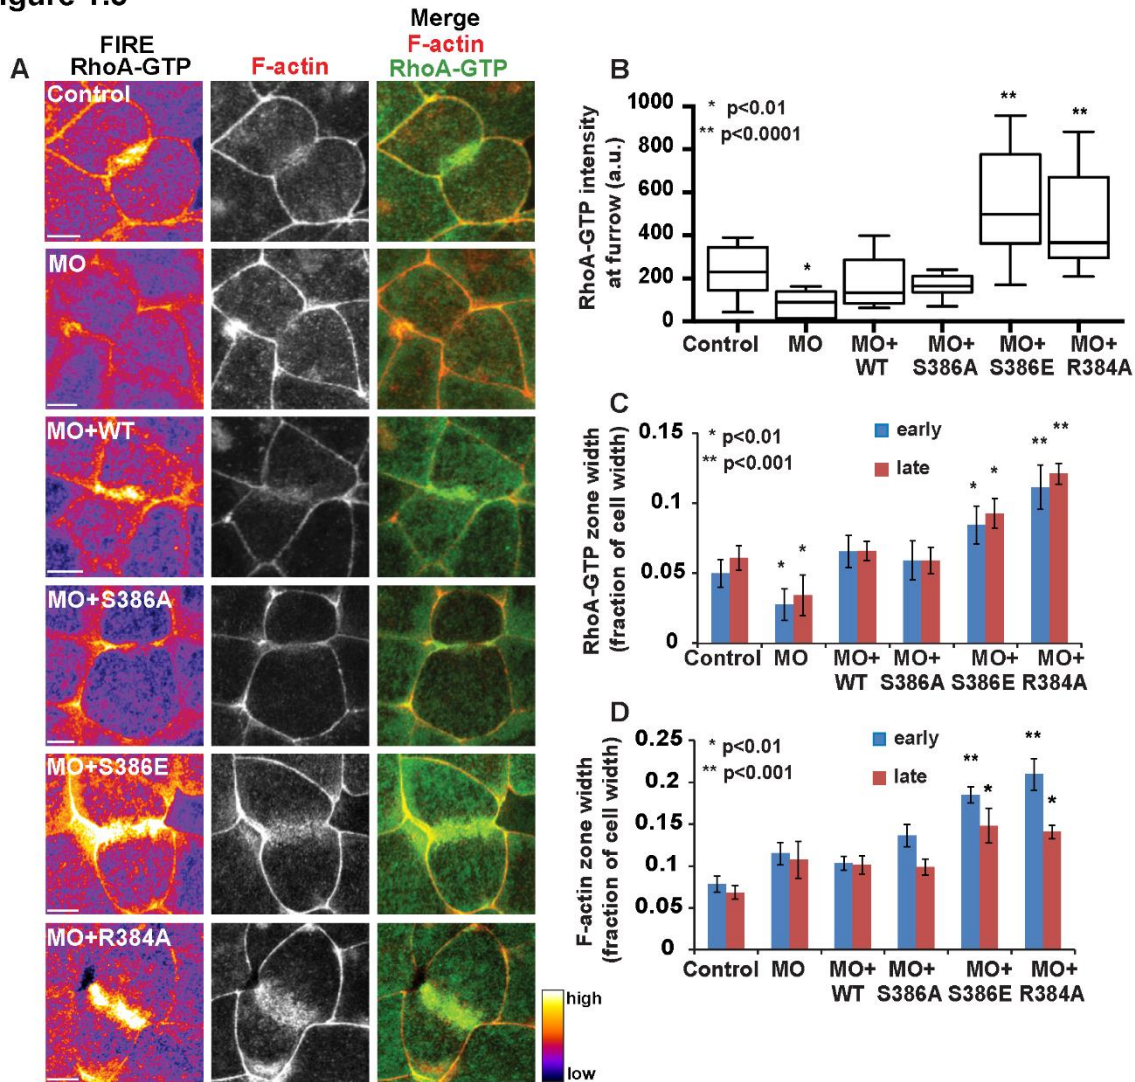 Merge
FIRE F-actin
RhoA-GTP F-actin RhoA-GTP
A
Control
MO
MO+WT
MO+S386A
MO+S386E
MO+R384A
high
low
B
* p<0.01
** p<0.0001
RhoA-GTP intensity
at furrow (a.u.)
1000
800
600
400
200
0
* ** **
Control MO MO+ MO+ MO+ MO+
WT S386A S386E R384A
C
* p<0.01
** p<0.001
early
late
RhoA-GTP zone width
(fraction of cell width)
0.15
0.1
0.05
0
* * * * ** **
Control MO MO+ MO+ MO+ MO+
WT S386A S386E R384A
D
* p<0.01
** p<0.001
early
late
F-actin zone width
(fraction of cell width)
0.25
0.2
0.15
0.1
0.05
0
** * ** *
Control MO MO+ MO+ MO+ MO+
WT S386A S386E R384A